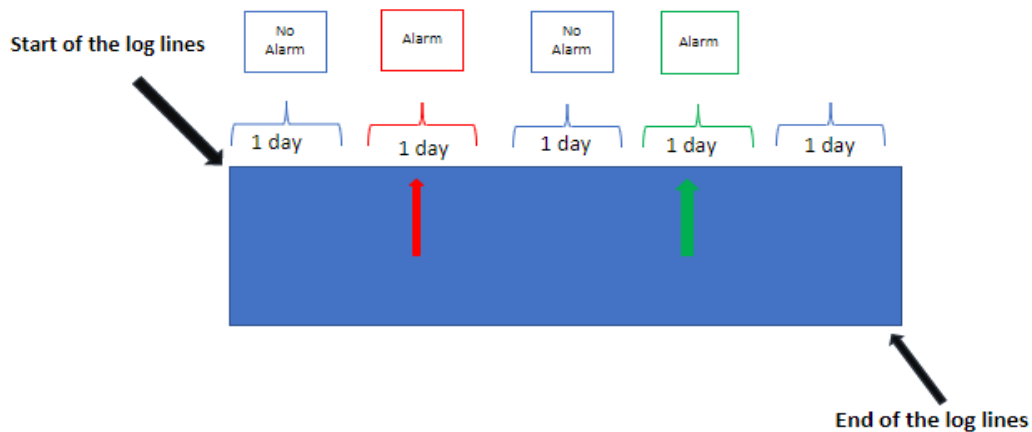 Start of the log lines
No
Alarm
Alarm
No
Alarm
Alarm
1 day
1 day
1 day
1 day
1 day
End of the log lines